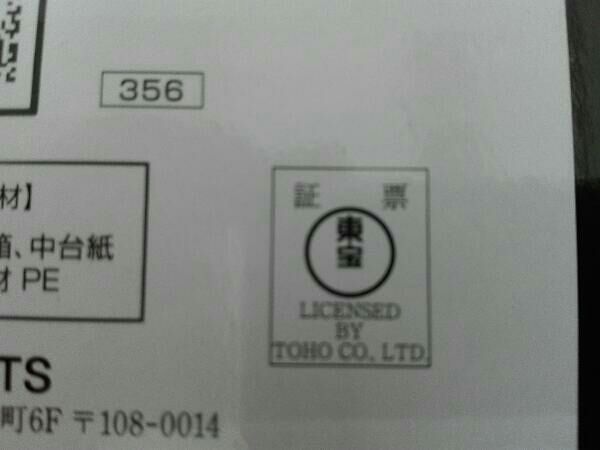 356
材】
箱、中台紙
材 PE
証 票
東
宝
LICENSED
BY
TOHO CO., LTD.
TS
町6F 〒108-0014